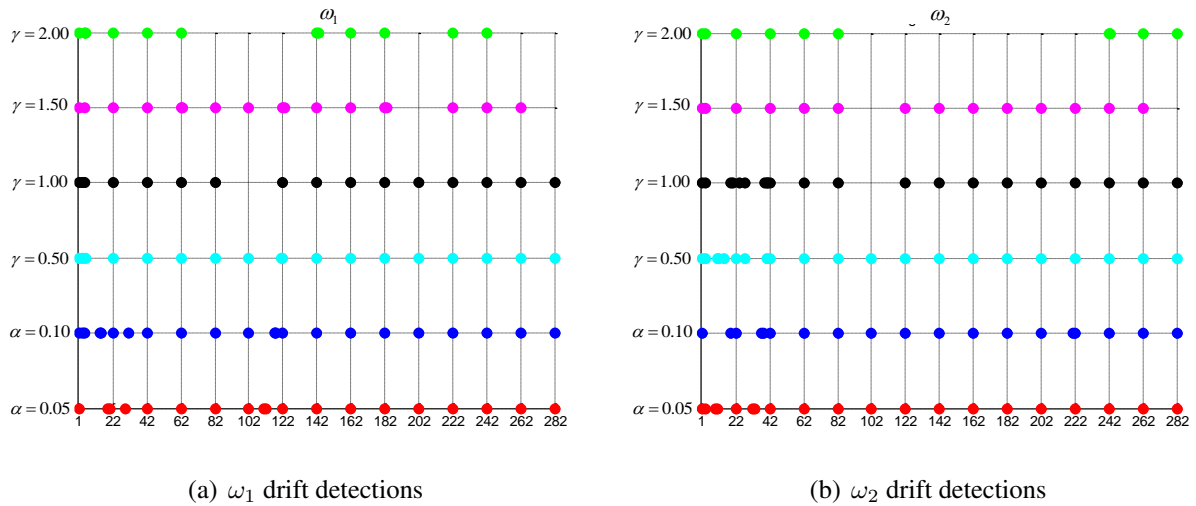 ω₁
γ = 2.00
γ = 1.50
γ = 1.00
γ = 0.50
α = 0.10
α = 0.05
1 22 42 62 82 102 122 142 162 182 202 222 242 262 282
(a) ω₁ drift detections
ω₂
γ = 2.00
γ = 1.50
γ = 1.00
γ = 0.50
α = 0.10
α = 0.05
1 22 42 62 82 102 122 142 162 182 202 222 242 262 282
(b) ω₂ drift detections